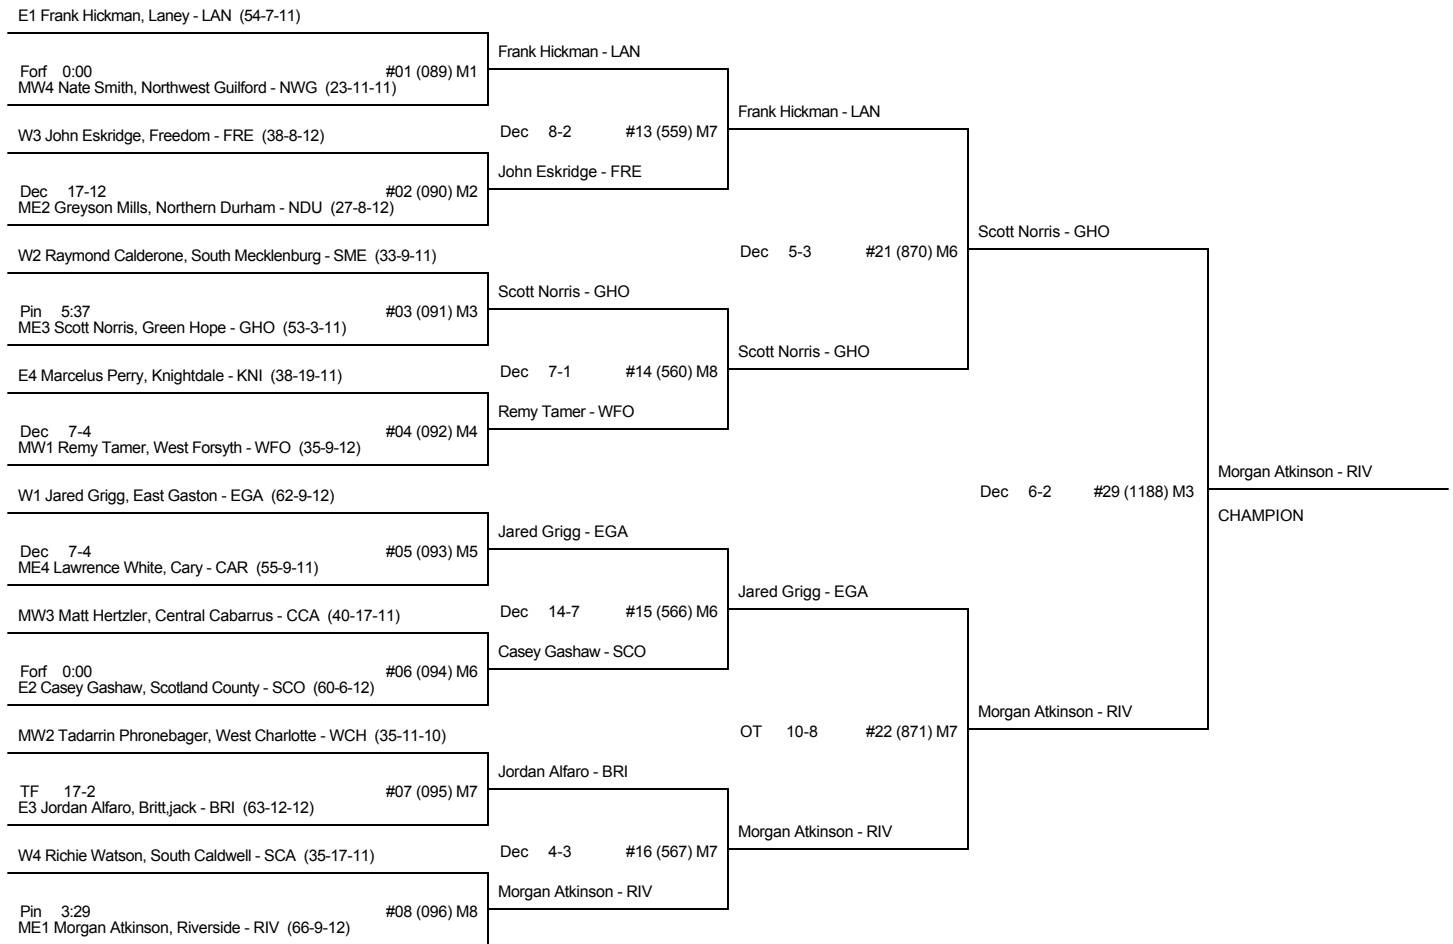 E1 Frank Hickman, Laney - LAN (54-7-11)
Frank Hickman - LAN
Forf 0:00 #01 (089) M1
MW4 Nate Smith, Northwest Guilford - NWG (23-11-11)
Frank Hickman - LAN
W3 John Eskridge, Freedom - FRE (38-8-12)
Dec 8-2 #13 (559) M7
John Eskridge - FRE
Dec 17-12 #02 (090) M2
ME2 Greyson Mills, Northern Durham - NDU (27-8-12)
Scott Norris - GHO
W2 Raymond Calderone, South Mecklenburg - SME (33-9-11)
Dec 5-3 #21 (870) M6
Scott Norris - GHO
Pin 5:37 #03 (091) M3
ME3 Scott Norris, Green Hope - GHO (53-3-11)
Scott Norris - GHO
E4 Marcelus Perry, Knightdale - KNI (38-19-11)
Dec 7-1 #14 (560) M8
Remy Tamer - WFO
Dec 7-4 #04 (092) M4
MW1 Remy Tamer, West Forsyth - WFO (35-9-12)
Morgan Atkinson - RIV
W1 Jared Grigg, East Gaston - EGA (62-9-12)
Dec 6-2 #29 (1188) M3
CHAMPION
Jared Grigg - EGA
Dec 7-4 #05 (093) M5
ME4 Lawrence White, Cary - CAR (55-9-11)
Jared Grigg - EGA
MW3 Matt Hertzler, Central Cabarrus - CCA (40-17-11)
Dec 14-7 #15 (566) M6
Casey Gashaw - SCO
Forf 0:00 #06 (094) M6
E2 Casey Gashaw, Scotland County - SCO (60-6-12)
Morgan Atkinson - RIV
MW2 Tadarrin Phronebager, West Charlotte - WCH (35-11-10)
OT 10-8 #22 (871) M7
Jordan Alfaro - BRI
TF 17-2 #07 (095) M7
E3 Jordan Alfaro, Britt,jack - BRI (63-12-12)
Morgan Atkinson - RIV
W4 Richie Watson, South Caldwell - SCA (35-17-11)
Dec 4-3 #16 (567) M7
Morgan Atkinson - RIV
Pin 3:29 #08 (096) M8
ME1 Morgan Atkinson, Riverside - RIV (66-9-12)